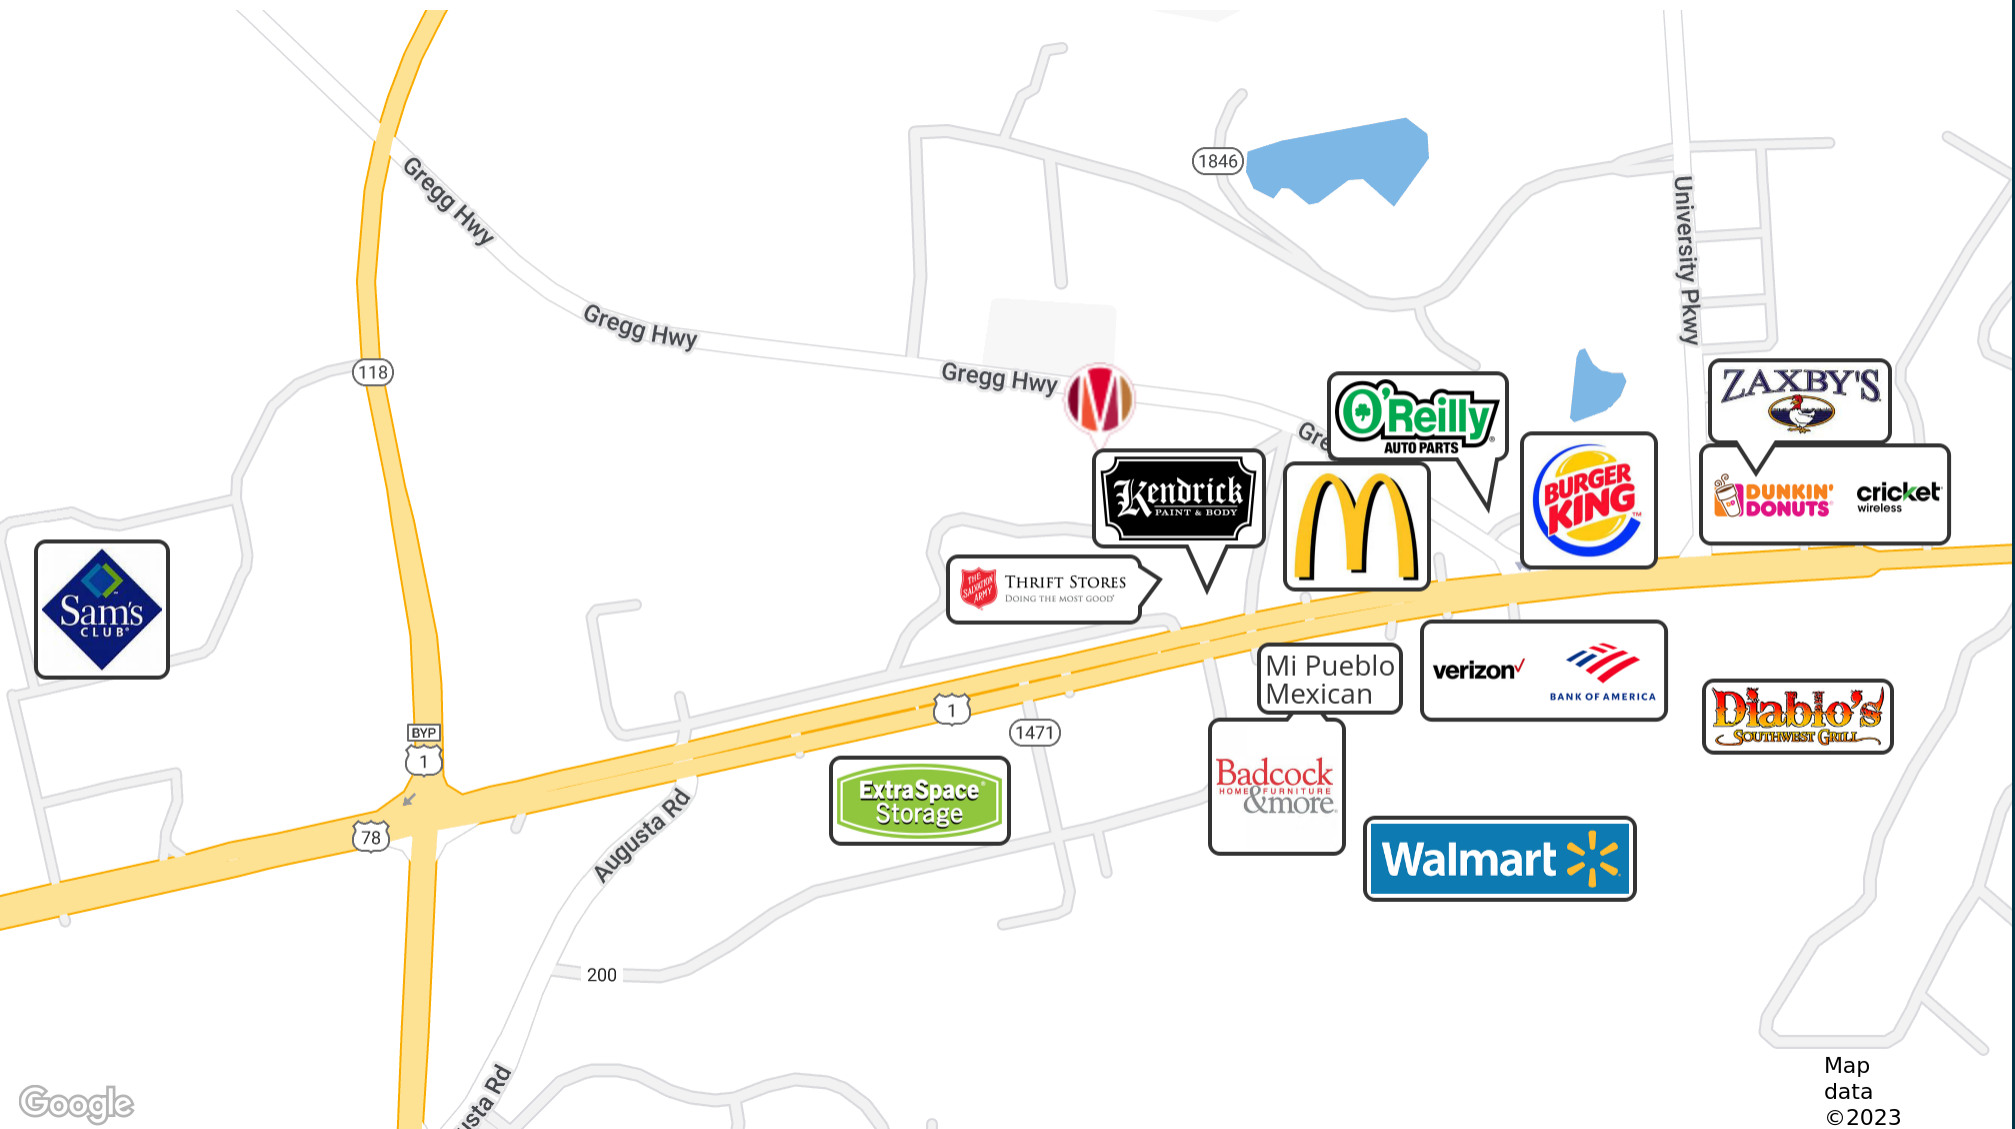 1846
Gregg Hwy
University Pkwy
Gregg Hwy
118
Gregg Hwy
ZAXBY'S
O'Reilly
AUTO PARTS
Gre
BURGER
KING
™
Kendrick
PAINT & BODY
DUNKIN'
DONUTS
cricket
wireless
THE
SALVATION
ARMY
THRIFT STORES
DOING THE MOST GOOD
Sam's
CLUB
Mi Pueblo
Mexican
verizon
BANK OF AMERICA
Diablo's
SOUTHWEST GRILL
1
1471
BYP
1
78
ExtraSpace
Storage
Badcock
HOME FURNITURE
&more
Augusta Rd
Walmart
200
usta Rd
Google
Map
data
©2023